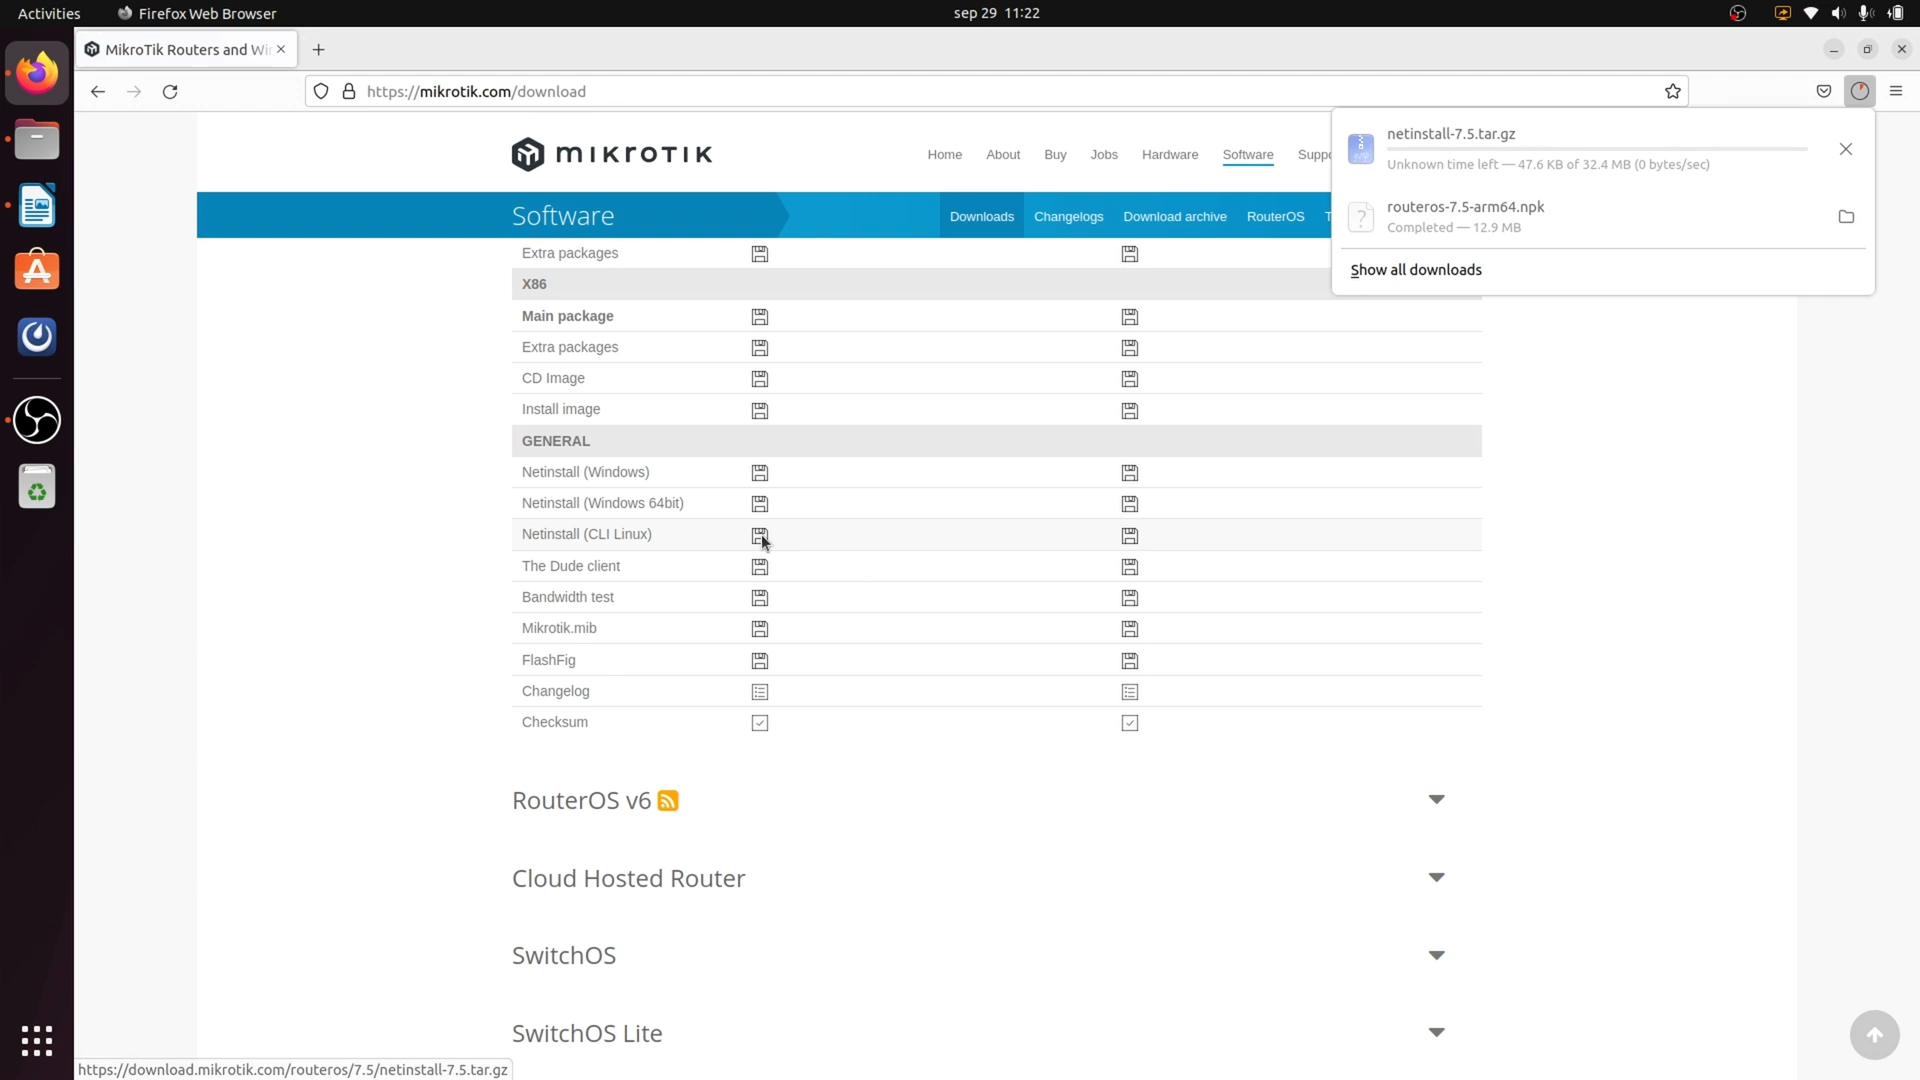 Activities
Firefox Web Browser
sep 29 11:22
MikroTik Routers and Wi
https://mikrotik.com/download
netinstall-7.5.tar.gz
Unknown time left — 47.6 KB of 32.4 MB (0 bytes/sec)
routeros-7.5-arm64.npk
Completed — 12.9 MB
Show all downloads
MIKROTIK
Home
About
Buy
Jobs
Hardware
Software
Suppo
Software
Downloads
Changelogs
Download archive
RouterOS
T
Extra packages
X86
Main package
Extra packages
CD Image
Install image
GENERAL
Netinstall (Windows)
Netinstall (Windows 64bit)
Netinstall (CLI Linux)
The Dude client
Bandwidth test
Mikrotik.mib
FlashFig
Changelog
Checksum
RouterOS v6
Cloud Hosted Router
SwitchOS
SwitchOS Lite
https://download.mikrotik.com/routeros/7.5/netinstall-7.5.tar.gz